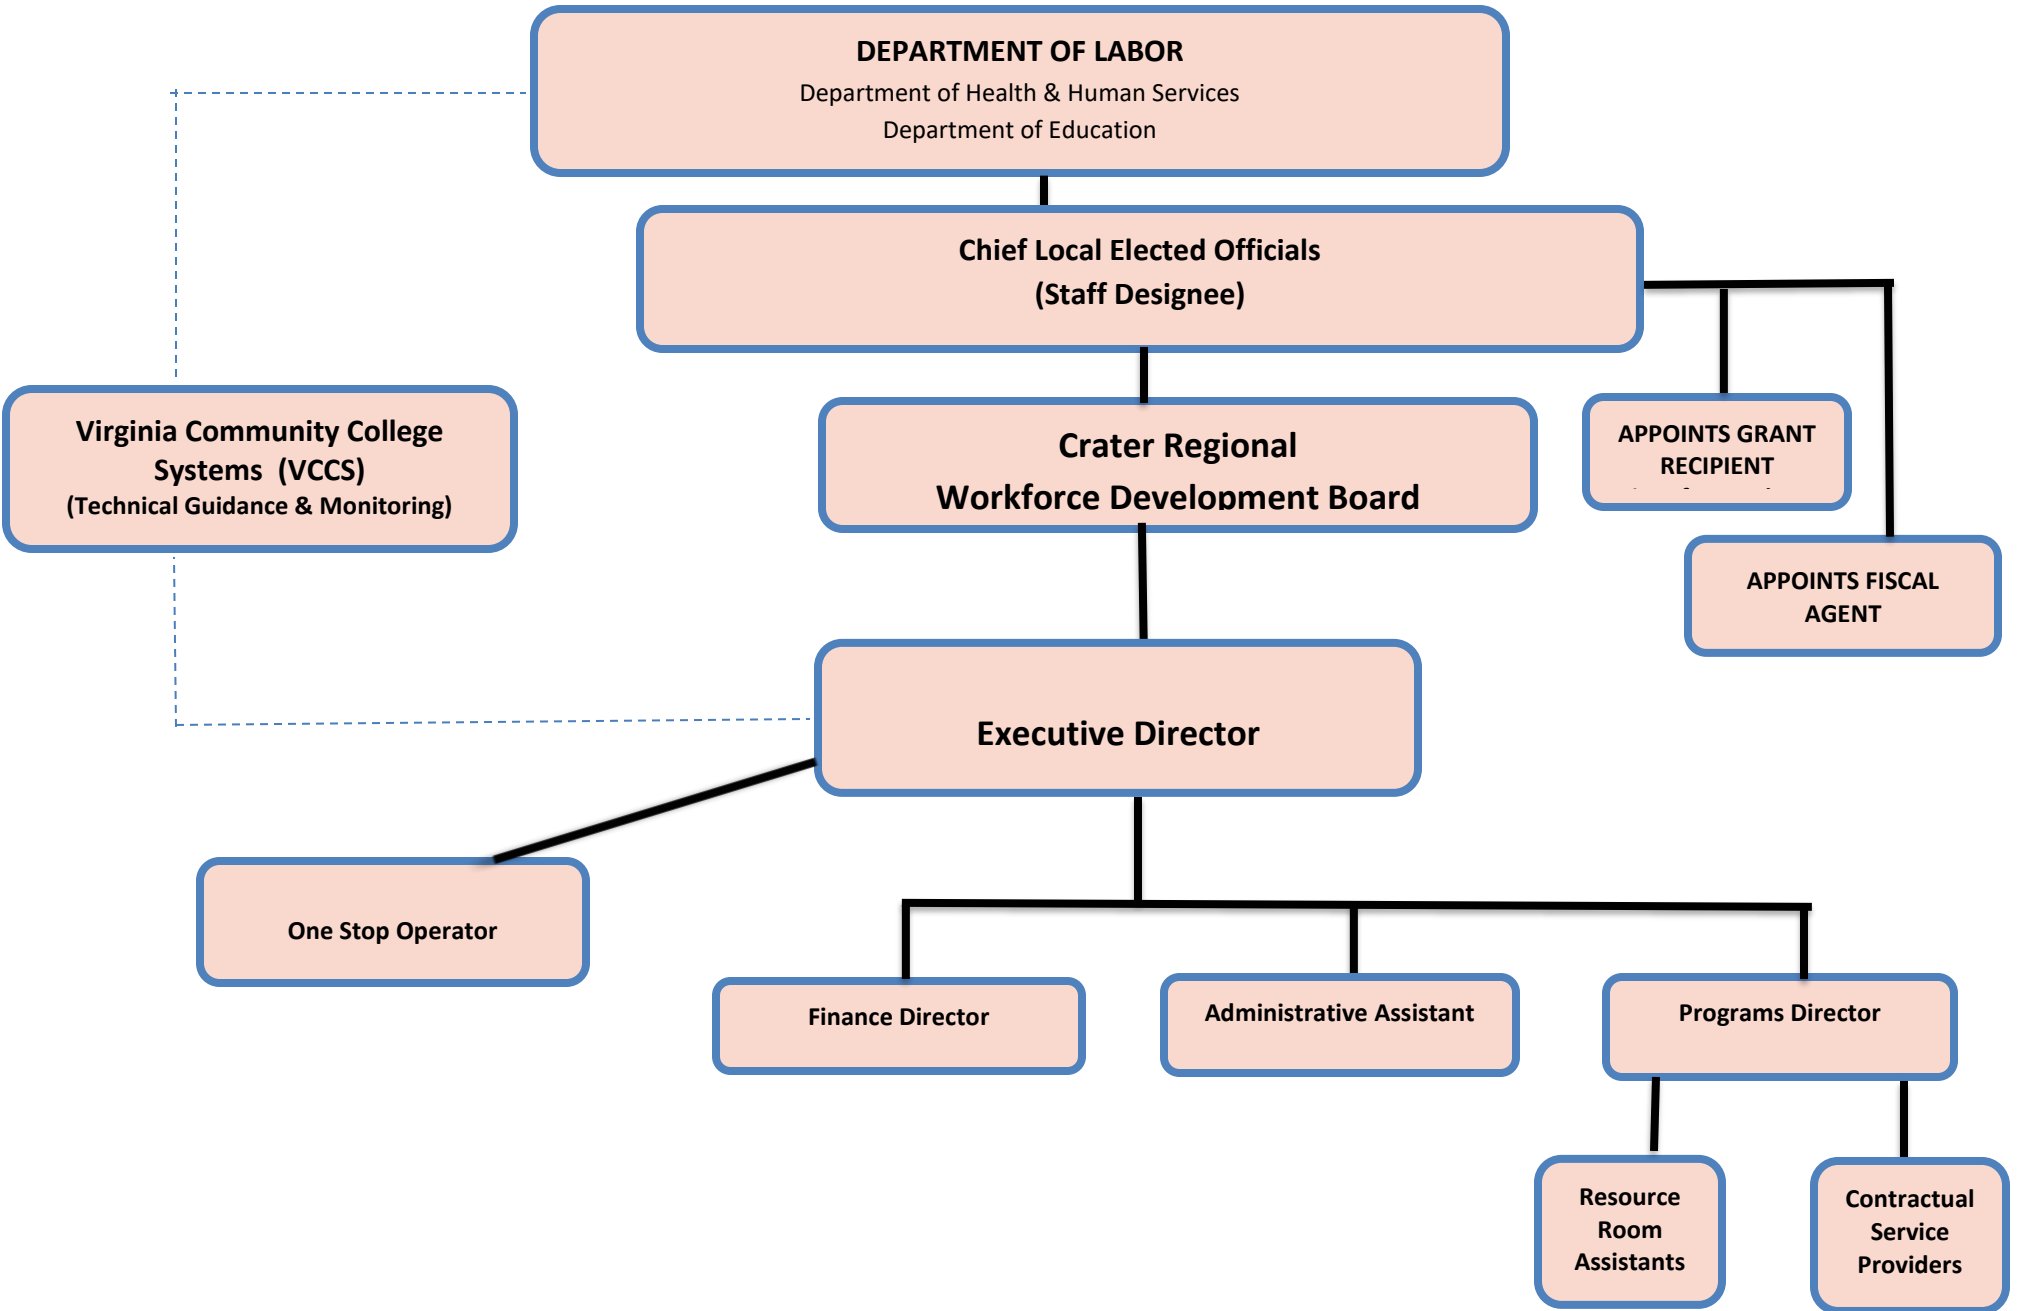 DEPARTMENT OF LABOR
Department of Health & Human Services
Department of Education
Chief Local Elected Officials
(Staff Designee)
Virginia Community College
Systems (VCCS)
(Technical Guidance & Monitoring)
Crater Regional
Workforce Development Board
APPOINTS GRANT
RECIPIENT
APPOINTS FISCAL
AGENT
Executive Director
One Stop Operator
Finance Director
Administrative Assistant
Programs Director
Resource
Room
Assistants
Contractual
Service
Providers